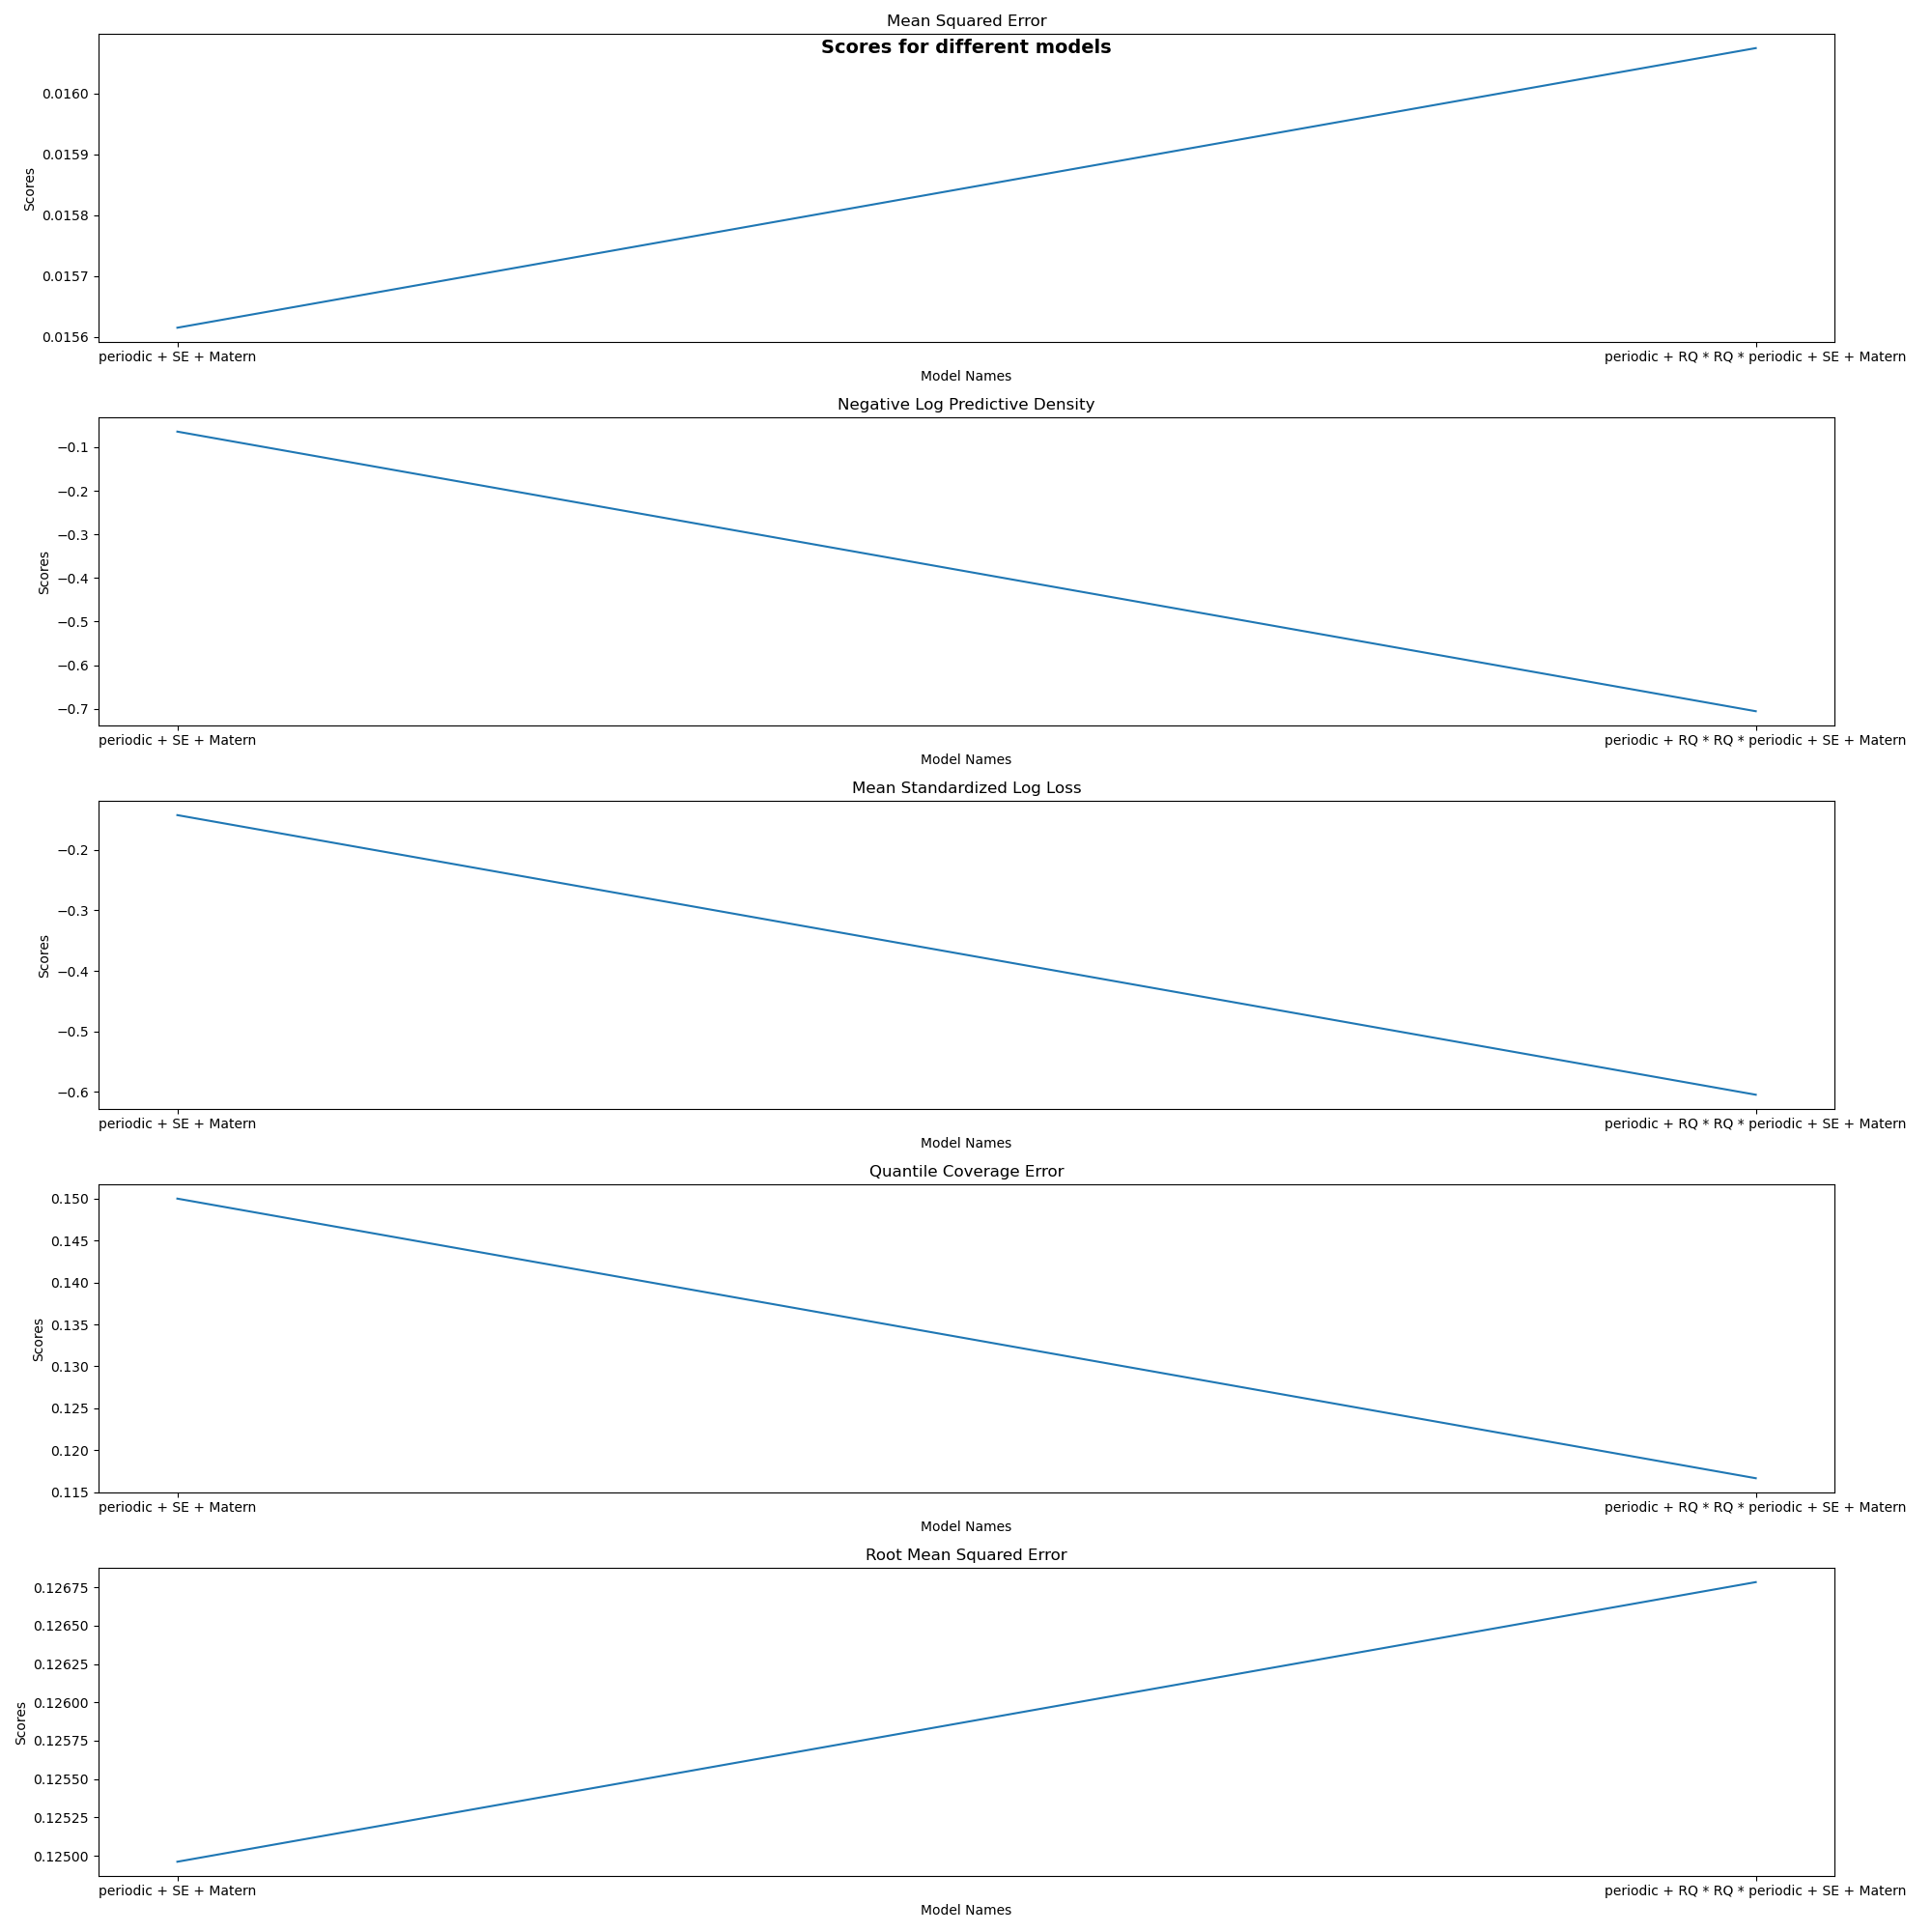 Mean Squared Error
Scores for different models
0.0160
0.0159
0.0158
0.0157
0.0156
Scores
periodic + SE + Matern
periodic + RQ * RQ * periodic + SE + Matern
Model Names
Negative Log Predictive Density
−0.1
−0.2
−0.3
−0.4
−0.5
−0.6
−0.7
Scores
periodic + SE + Matern
periodic + RQ * RQ * periodic + SE + Matern
Model Names
Mean Standardized Log Loss
−0.2
−0.3
−0.4
−0.5
−0.6
Scores
periodic + SE + Matern
periodic + RQ * RQ * periodic + SE + Matern
Model Names
Quantile Coverage Error
0.150
0.145
0.140
0.135
0.130
0.125
0.120
0.115
Scores
periodic + SE + Matern
periodic + RQ * RQ * periodic + SE + Matern
Model Names
Root Mean Squared Error
0.12675
0.12650
0.12625
0.12600
0.12575
0.12550
0.12525
0.12500
Scores
periodic + SE + Matern
periodic + RQ * RQ * periodic + SE + Matern
Model Names